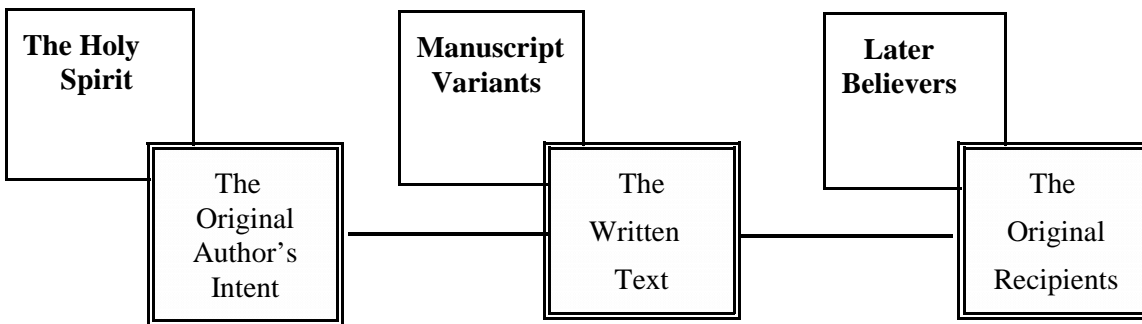 The Holy
Spirit
Manuscript
Variants
Later
Believers
The
Original
Author’s
Intent
The
Written
Text
The
Original
Recipients